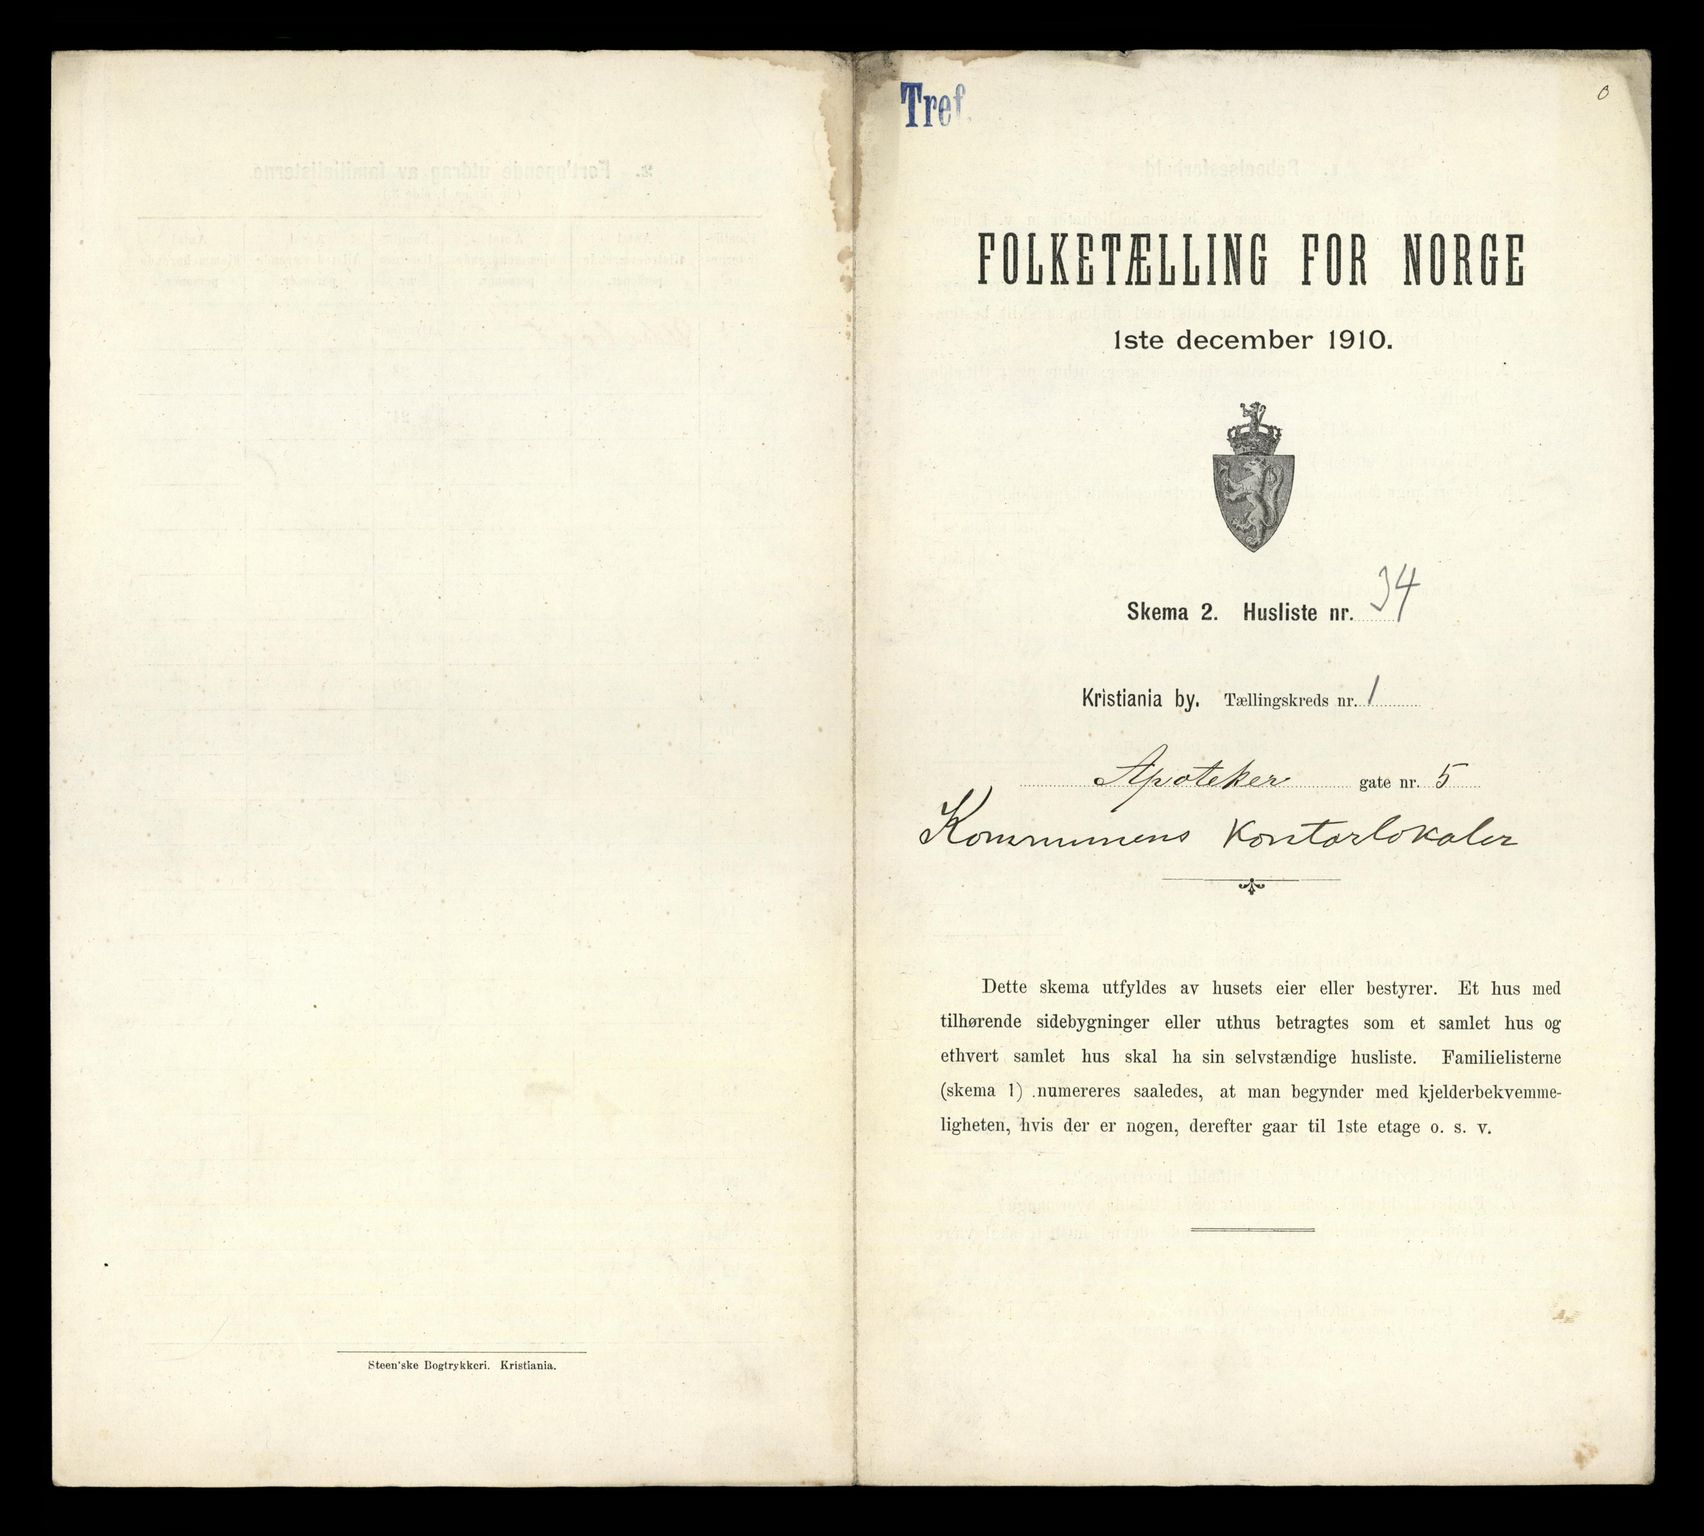 Steen'ske Bogtrykkeri. Kristiania.
Tref.
0
FOLKETÆLLING FOR NORGE
1ste december 1910.
Skema 2. Husliste nr. 34
Kristiania by. Tællingskreds nr. 1
Apoteker gate nr. 5
Kommunens Kontorlokaler
Dette skema utfyldes av husets eier eller bestyrer. Et hus med
tilhørende sidebygninger eller uthus betragtes som et samlet hus og
ethvert samlet hus skal ha sin selvstændige husliste. Familielisterne
(skema 1) numereres saaledes, at man begynder med kjelderbekvemme-
ligheten, hvis der er nogen, derefter gaar til 1ste etage o. s. v.